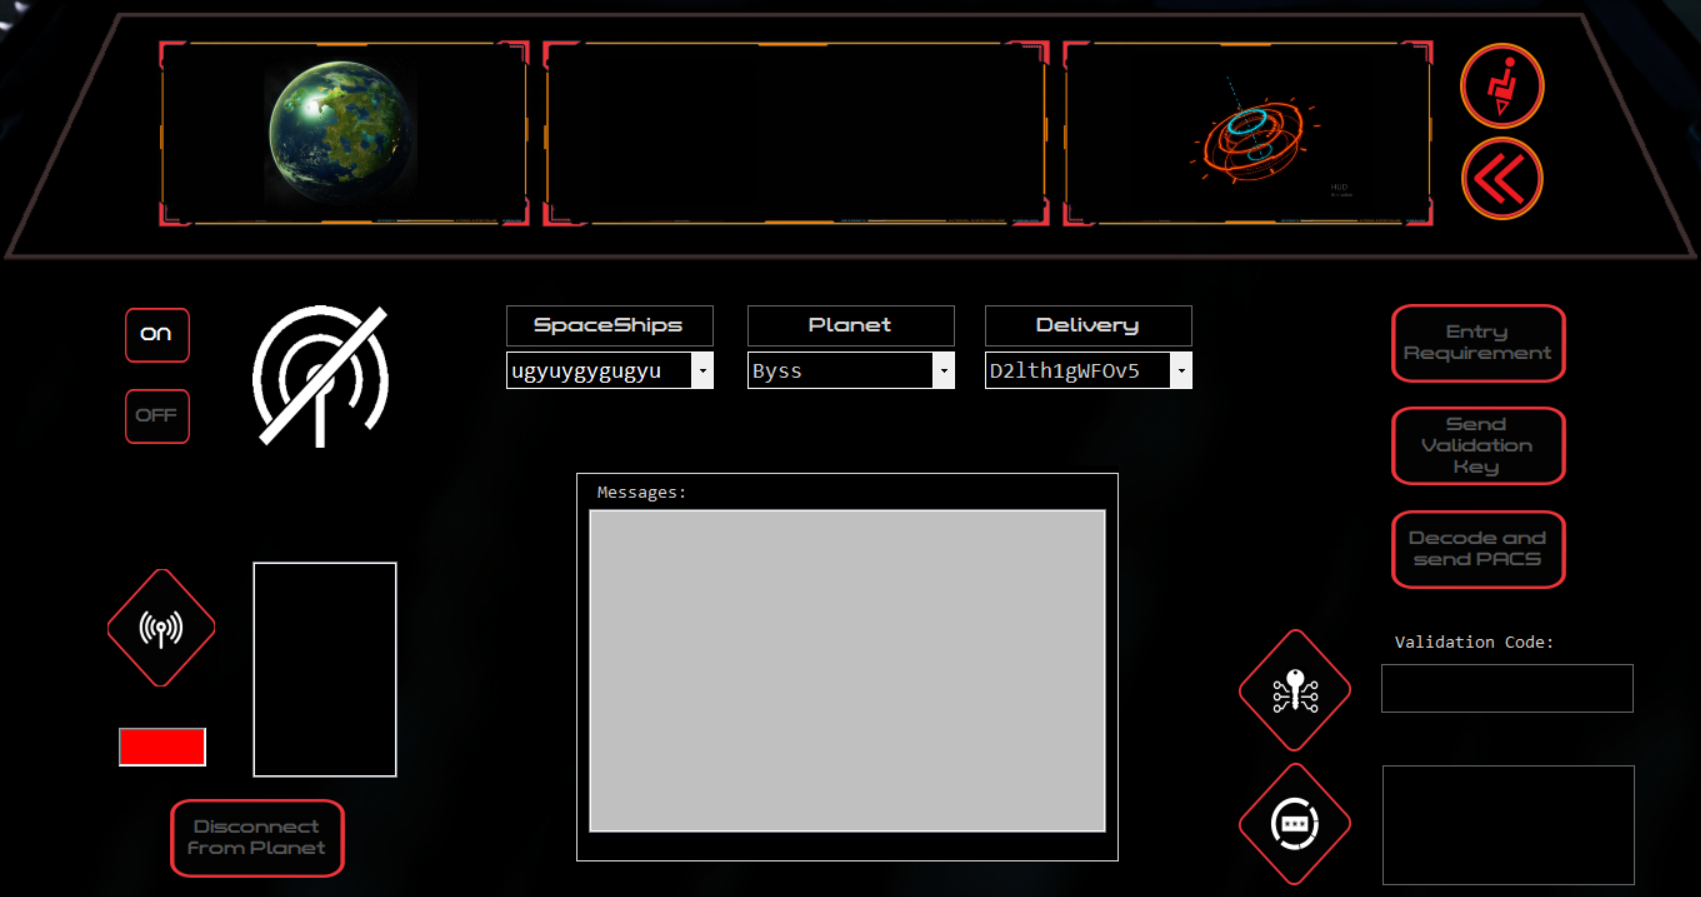 HUD
ON
OFF
SpaceShips
Planet
Delivery
ugyuygygugyu
Byss
D2lth1gWFOv5
Entry
Requirement
Send
Validation
Key
Decode and
send PACS
Messages:
Validation Code:
***
Disconnect
from Planet